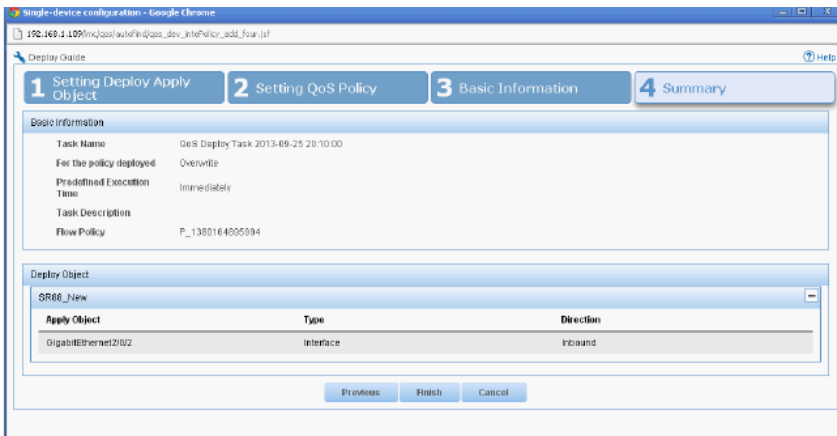 Single-device configuration - Google Chrome
192.168.1.189/imc/qos/autofind/qos_dev_intePolicy_add_four.jsf
Deploy Guide
Help
1 Setting Deploy Apply Object
2 Setting QoS Policy
3 Basic Information
4 Summary
Basic Information
Task Name QoS Deploy Task 2013-09-25 20:10:00
For the policy deployed Overwrite
Predefined Execution Time Immediately
Task Description
Flow Policy P_1380164895894
Deploy Object
SR88_New
Apply Object Type Direction
GigabitEthernet2/0/2 Interface Inbound
Previous Finish Cancel